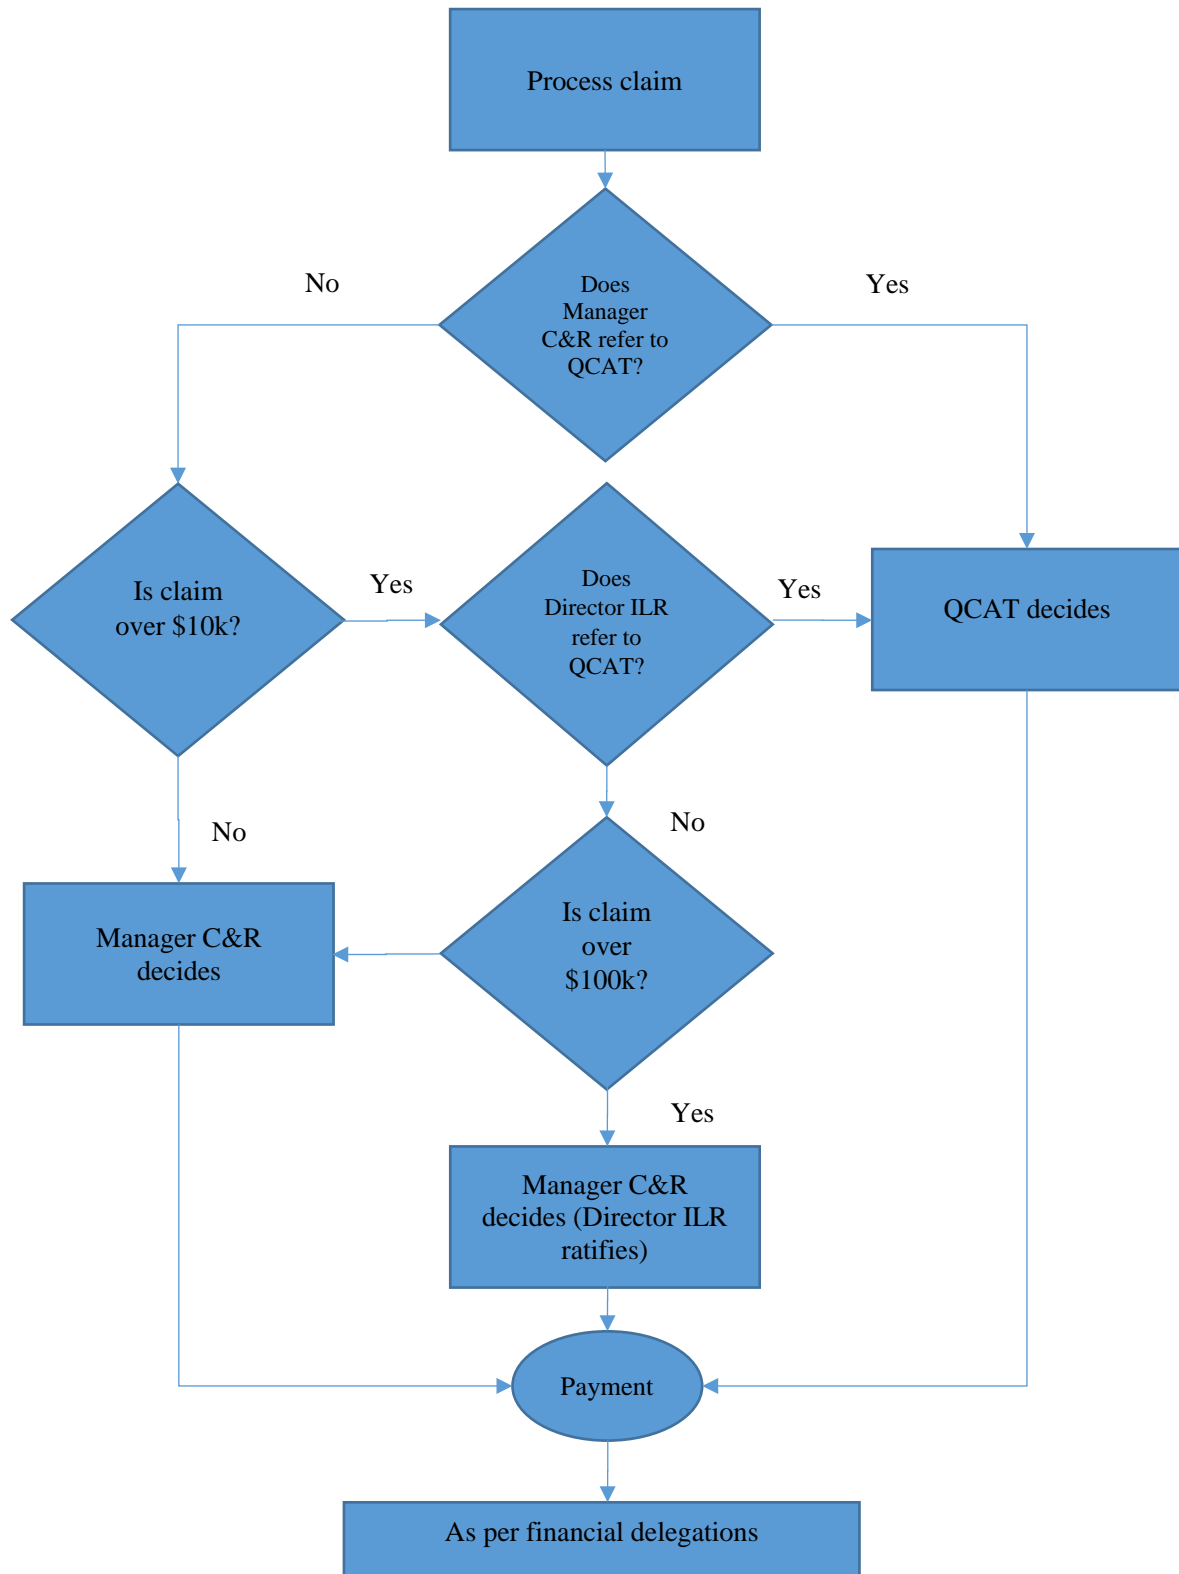 Process claim
No
Yes
Does
Manager
C&R refer to
QCAT?
Is claim
over $10k?
Yes
Does
Director ILR
refer to
QCAT?
Yes
QCAT decides
No
No
Manager C&R
decides
Is claim
over
$100k?
Yes
Manager C&R
decides (Director ILR
ratifies)
Payment
As per financial delegations